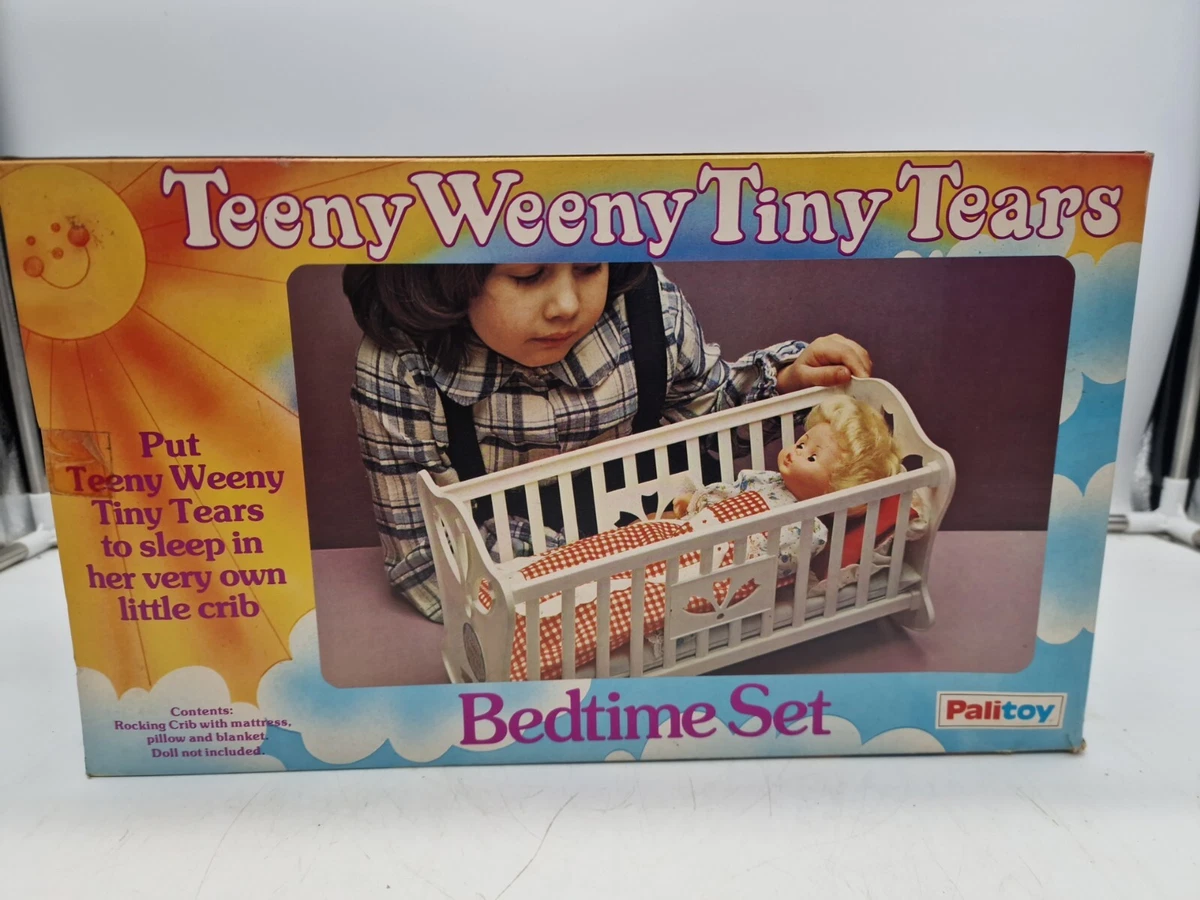 Teeny Weeny Tiny Tears
Put
Teeny Weeny
Tiny Tears
to sleep in
her very own
little crib
Contents:
Rocking Crib with mattress,
pillow and blanket.
Doll not included.
Bedtime Set
Palitoy